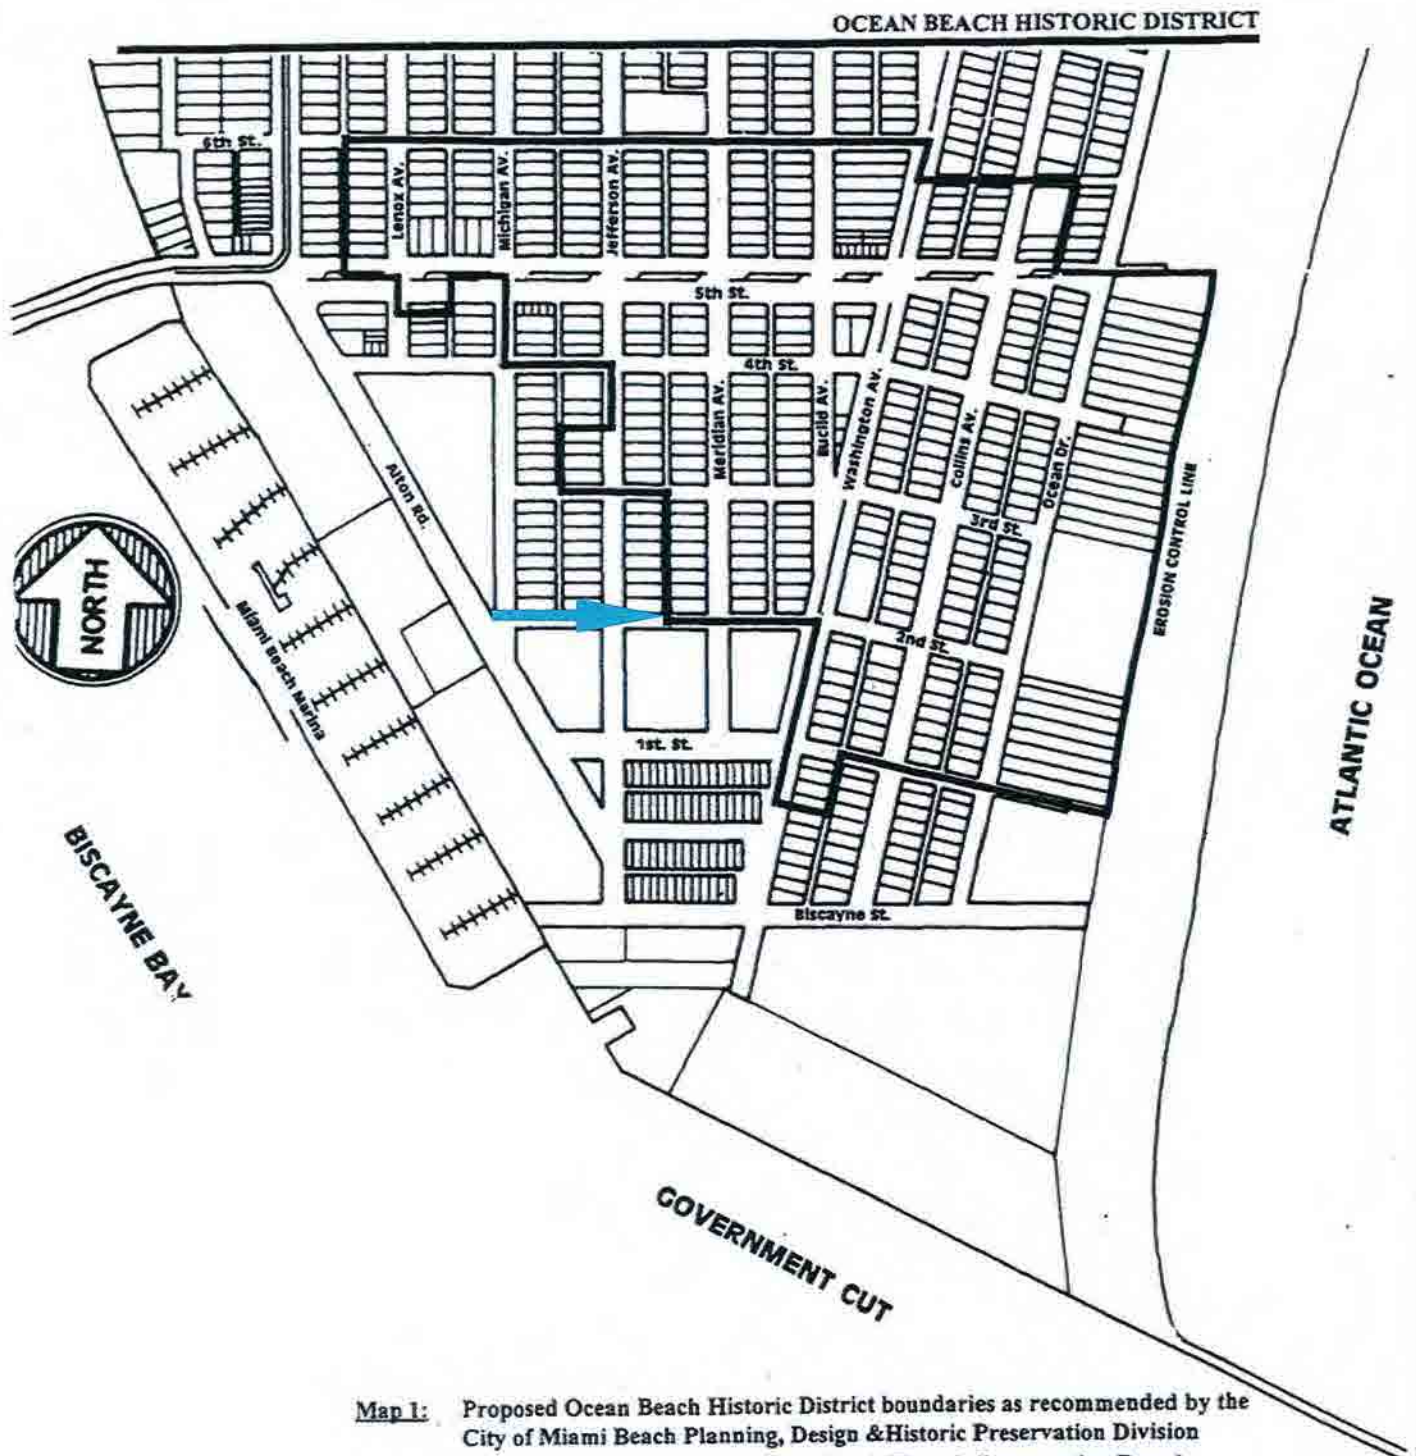 OCEAN BEACH HISTORIC DISTRICT
6th St.
Lenox Av.
Michigan Av.
Jefferson Av.
5th St.
4th St.
Meridian Av.
Euclid Av.
Washington Av.
Collins Av.
Ocean Dr.
Alton Rd.
3rd St.
EROSION CONTROL LINE
NORTH
Miami Beach Marina
2nd St.
ATLANTIC OCEAN
1st. St.
BISCAYNE BAY
Biscayne St.
GOVERNMENT CUT
Map 1: Proposed Ocean Beach Historic District boundaries as recommended by the
City of Miami Beach Planning, Design &Historic Preservation Division